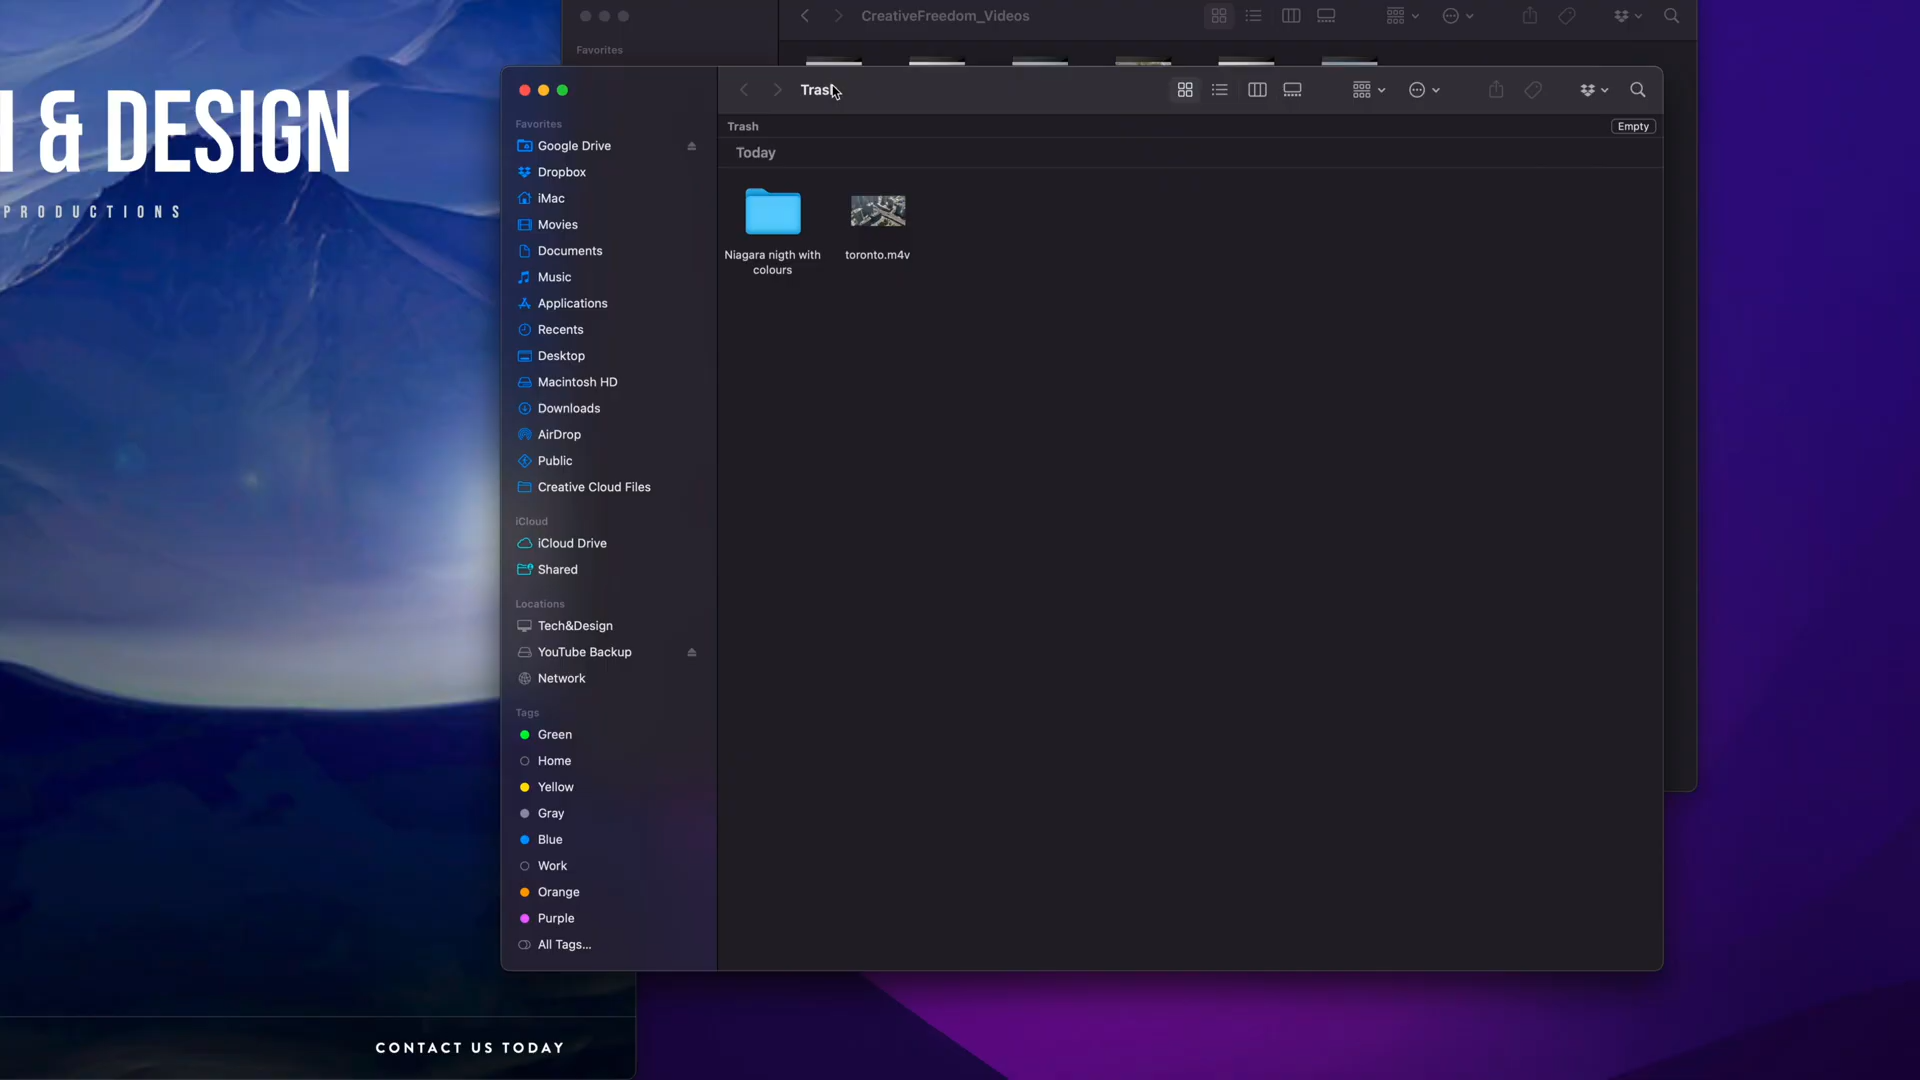 CreativeFreedom_Videos
Favorites
& DESIGN
PRODUCTIONS
CONTACT US TODAY
Trash
Favorites
Google Drive
Dropbox
iMac
Movies
Documents
Music
Applications
Recents
Desktop
Macintosh HD
Downloads
AirDrop
Public
Creative Cloud Files
iCloud
iCloud Drive
Shared
Locations
Tech&Design
YouTube Backup
Network
Tags
Green
Home
Yellow
Gray
Blue
Work
Orange
Purple
All Tags...
Trash
Empty
Today
Niagara nigth with
colours
toronto.m4v